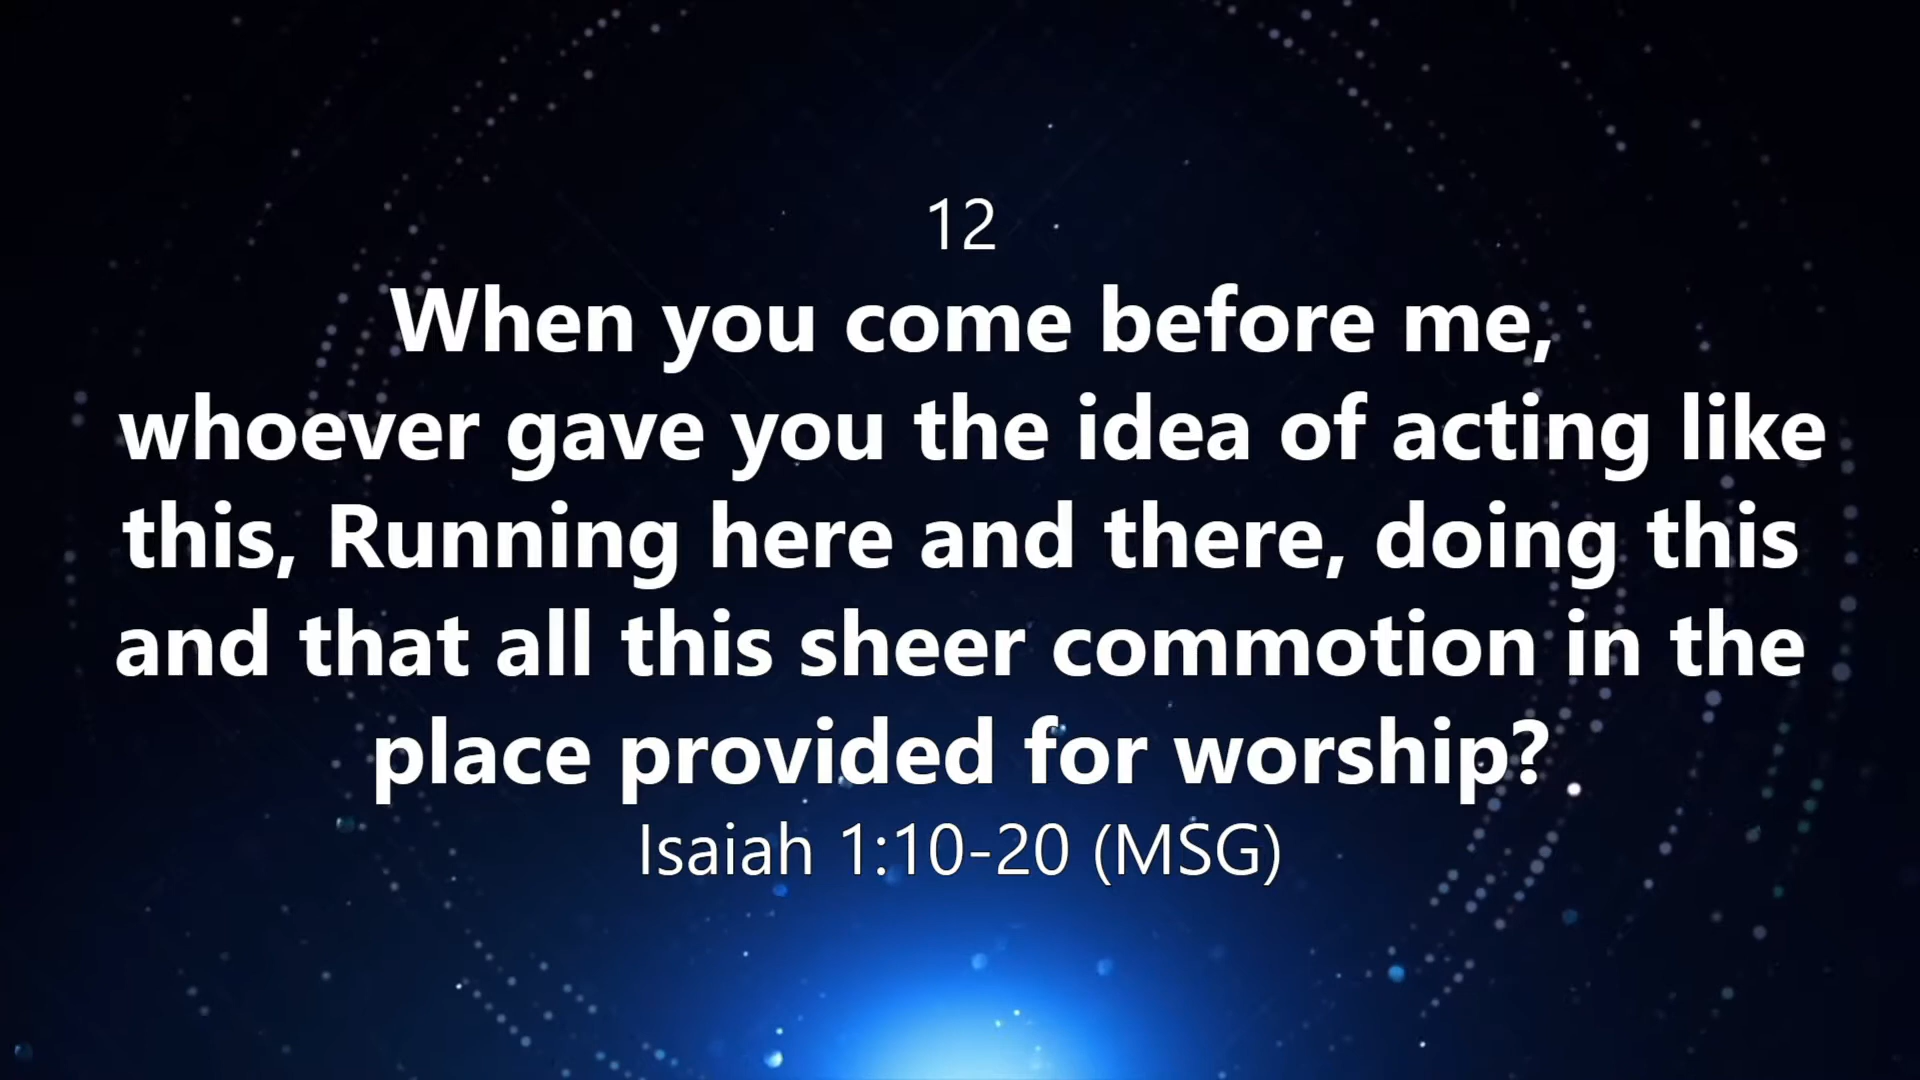 12
When you come before me,
whoever gave you the idea of acting like
this, Running here and there, doing this
and that all this sheer commotion in the
place provided for worship?
Isaiah 1:10-20 (MSG)